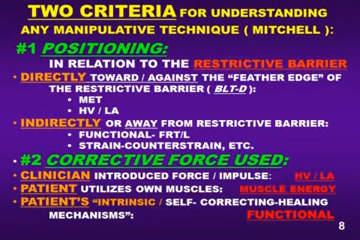 TWO CRITERIA FOR UNDERSTANDING
ANY MANIPULATIVE TECHNIQUE ( MITCHELL ):
#1 POSITIONING:
IN RELATION TO THE RESTRICTIVE BARRIER
• DIRECTLY TOWARD / AGAINST THE “FEATHER EDGE” OF
THE RESTRICTIVE BARRIER ( BLT-D ):
• MET
• HV / LA
• INDIRECTLY OR AWAY FROM RESTRICTIVE BARRIER:
• FUNCTIONAL- FRT/L
• STRAIN-COUNTERSTRAIN, ETC.
• #2 CORRECTIVE FORCE USED:
• CLINICIAN INTRODUCED FORCE / IMPULSE: HV / LA
• PATIENT UTILIZES OWN MUSCLES: MUSCLE ENERGY
• PATIENT’S “INTRINSIC / SELF- CORRECTING-HEALING
MECHANISMS”: FUNCTIONAL
8